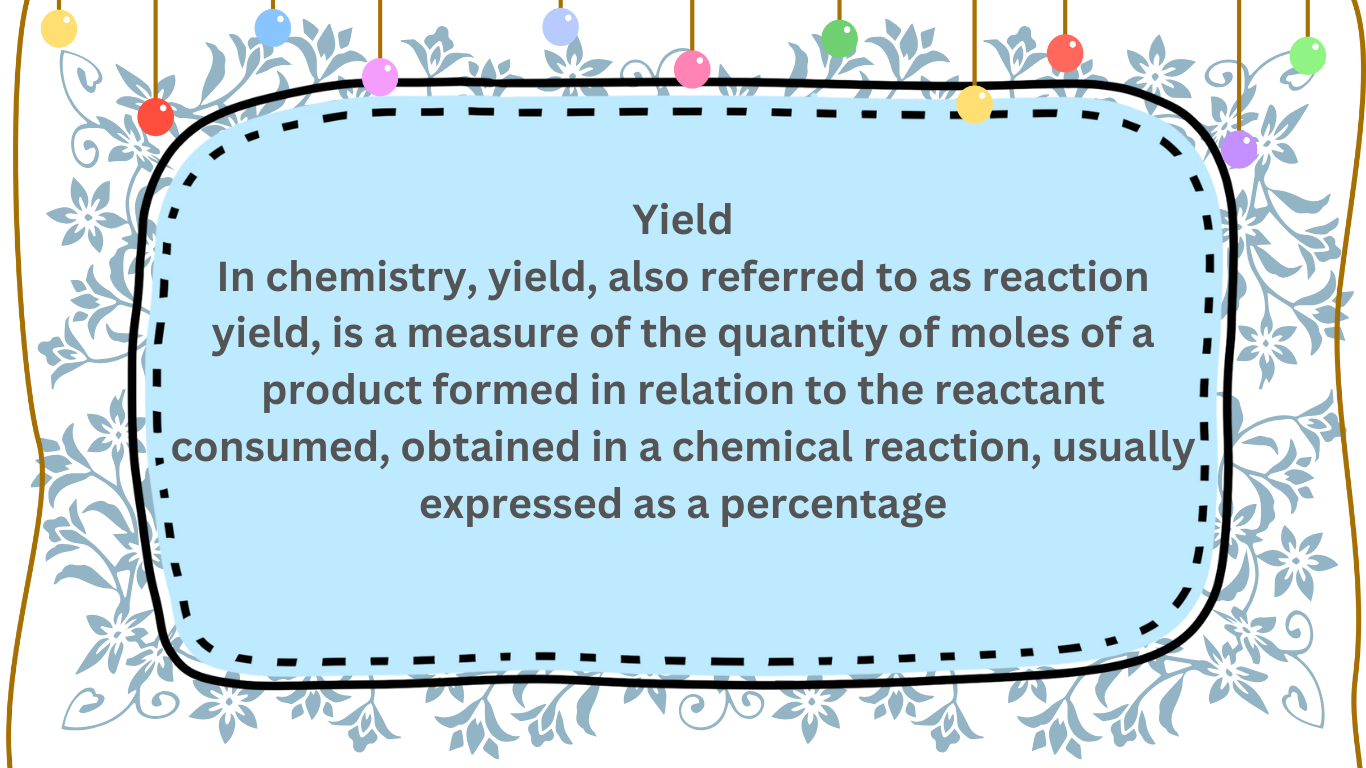 Yield
In chemistry, yield, also referred to as reaction
yield, is a measure of the quantity of moles of a
product formed in relation to the reactant
consumed, obtained in a chemical reaction, usually
expressed as a percentage